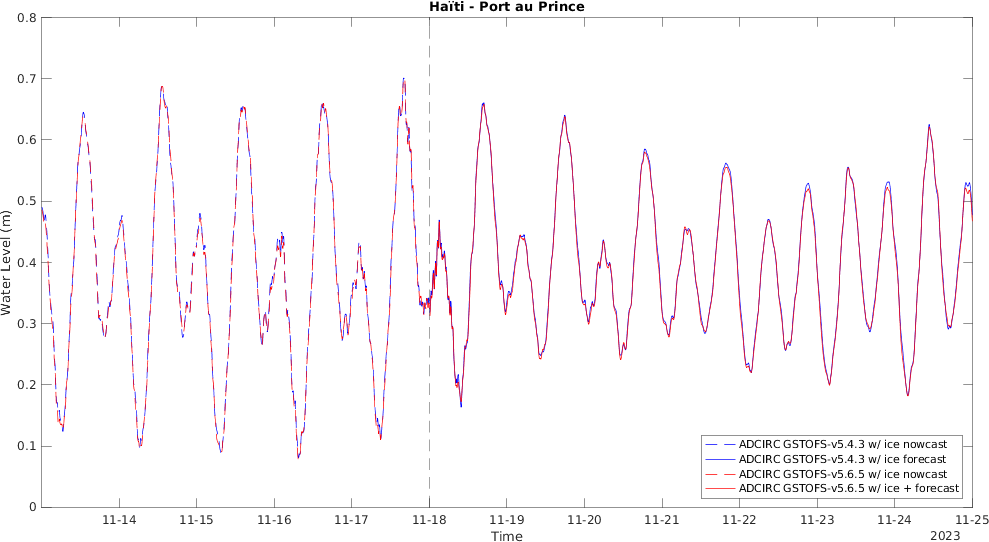 Haïti - Port au Prince
0.8
0.7
0.6
0.5
0.4
0.3
0.2
0.1
0
Water Level (m)
ADCIRC GSTOFS-v5.4.3 w/ ice nowcast
ADCIRC GSTOFS-v5.4.3 w/ ice forecast
ADCIRC GSTOFS-v5.6.5 w/ ice nowcast
ADCIRC GSTOFS-v5.6.5 w/ ice + forecast
11-14 11-15 11-16 11-17 11-18 11-19 11-20 11-21 11-22 11-23 11-24 11-25
Time
2023